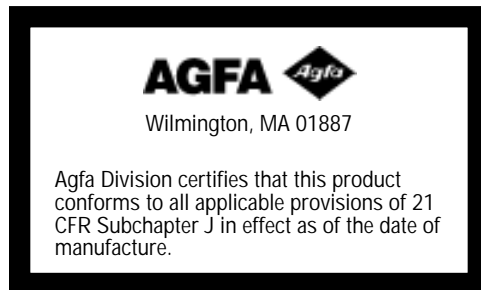 AGFA Agfa
Wilmington, MA 01887
Agfa Division certifies that this product
conforms to all applicable provisions of 21
CFR Subchapter J in effect as of the date of
manufacture.